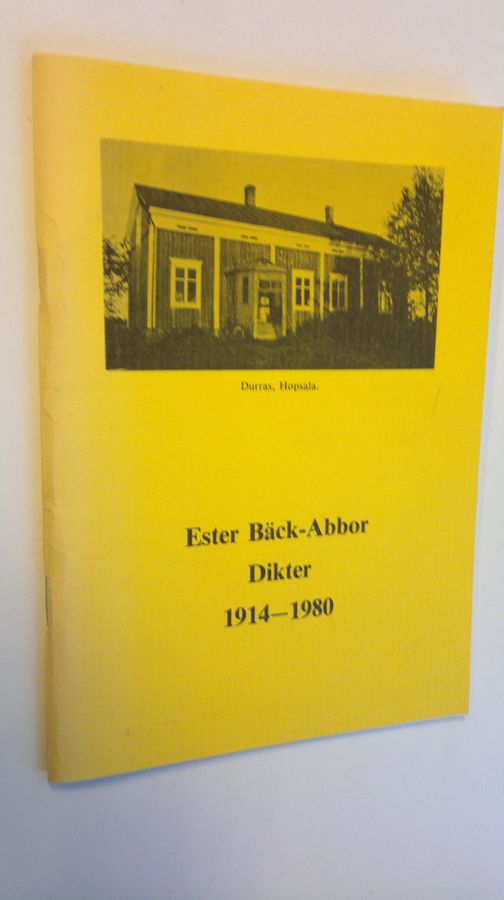 Durras, Hopsala.
Ester Bäck-Abbor
Dikter
1914—1980